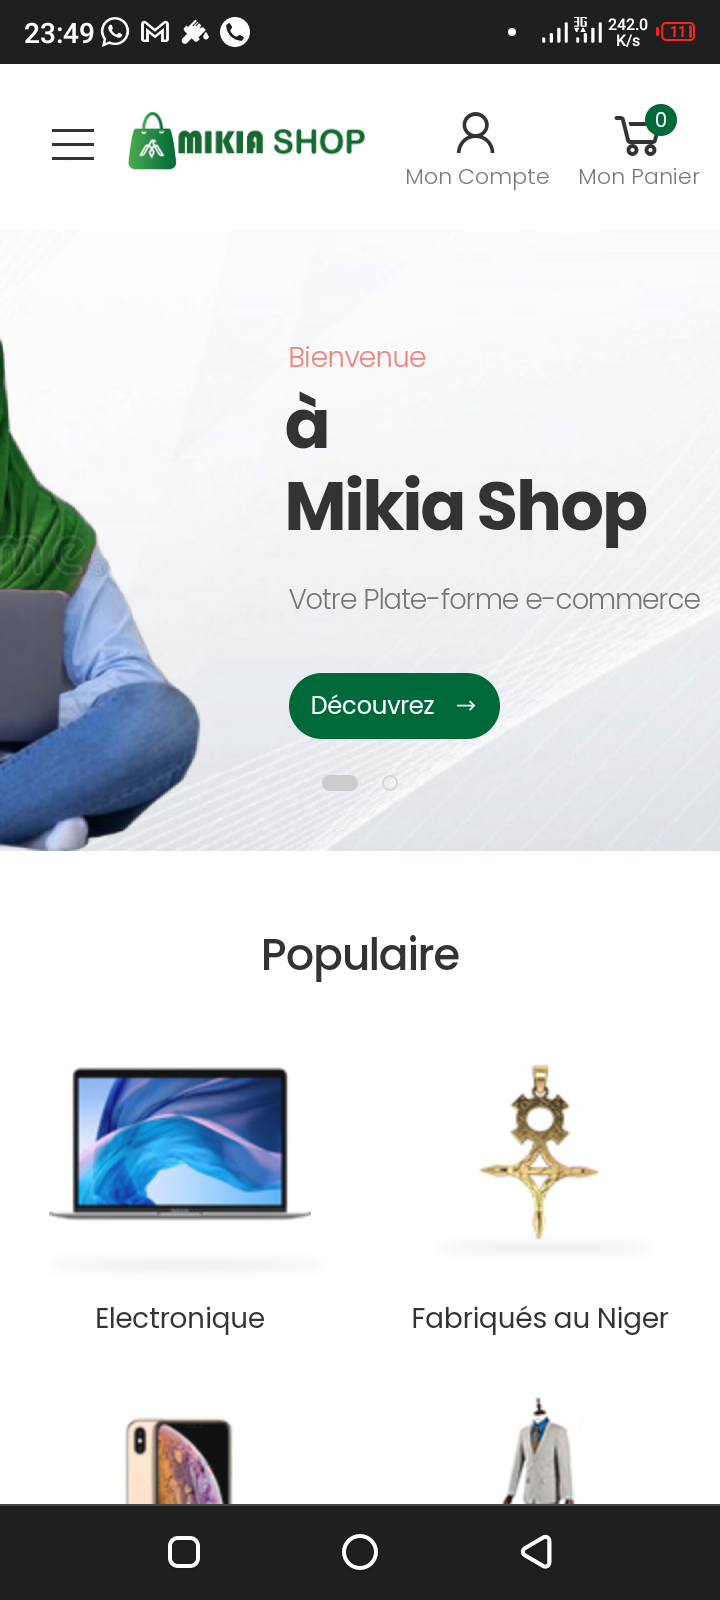 23:49
3G
242.0
K/s
11
MIKIA SHOP
0
Mon Compte
Mon Panier
Bienvenue
à
Mikia Shop
Votre Plate-forme e-commerce
Découvrez →
Populaire
Electronique
Fabriqués au Niger